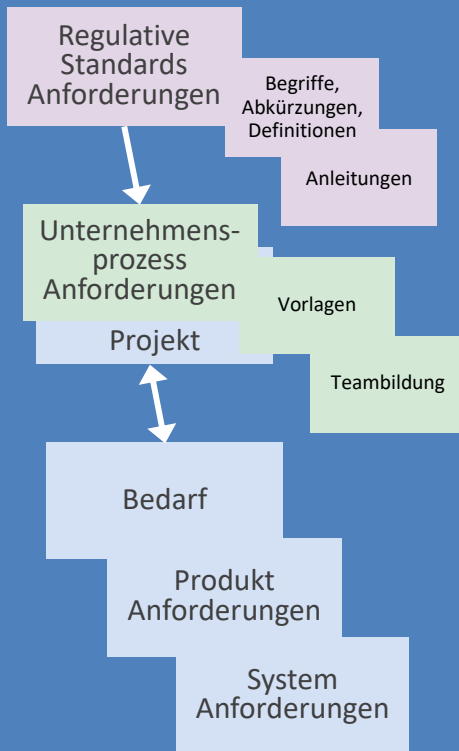 Regulative
Standards
Anforderungen
Begriffe,
Abkürzungen,
Definitionen
Anleitungen
Unternehmens-
prozess
Anforderungen
Projekt
Vorlagen
Teambildung
Bedarf
Produkt
Anforderungen
System
Anforderungen